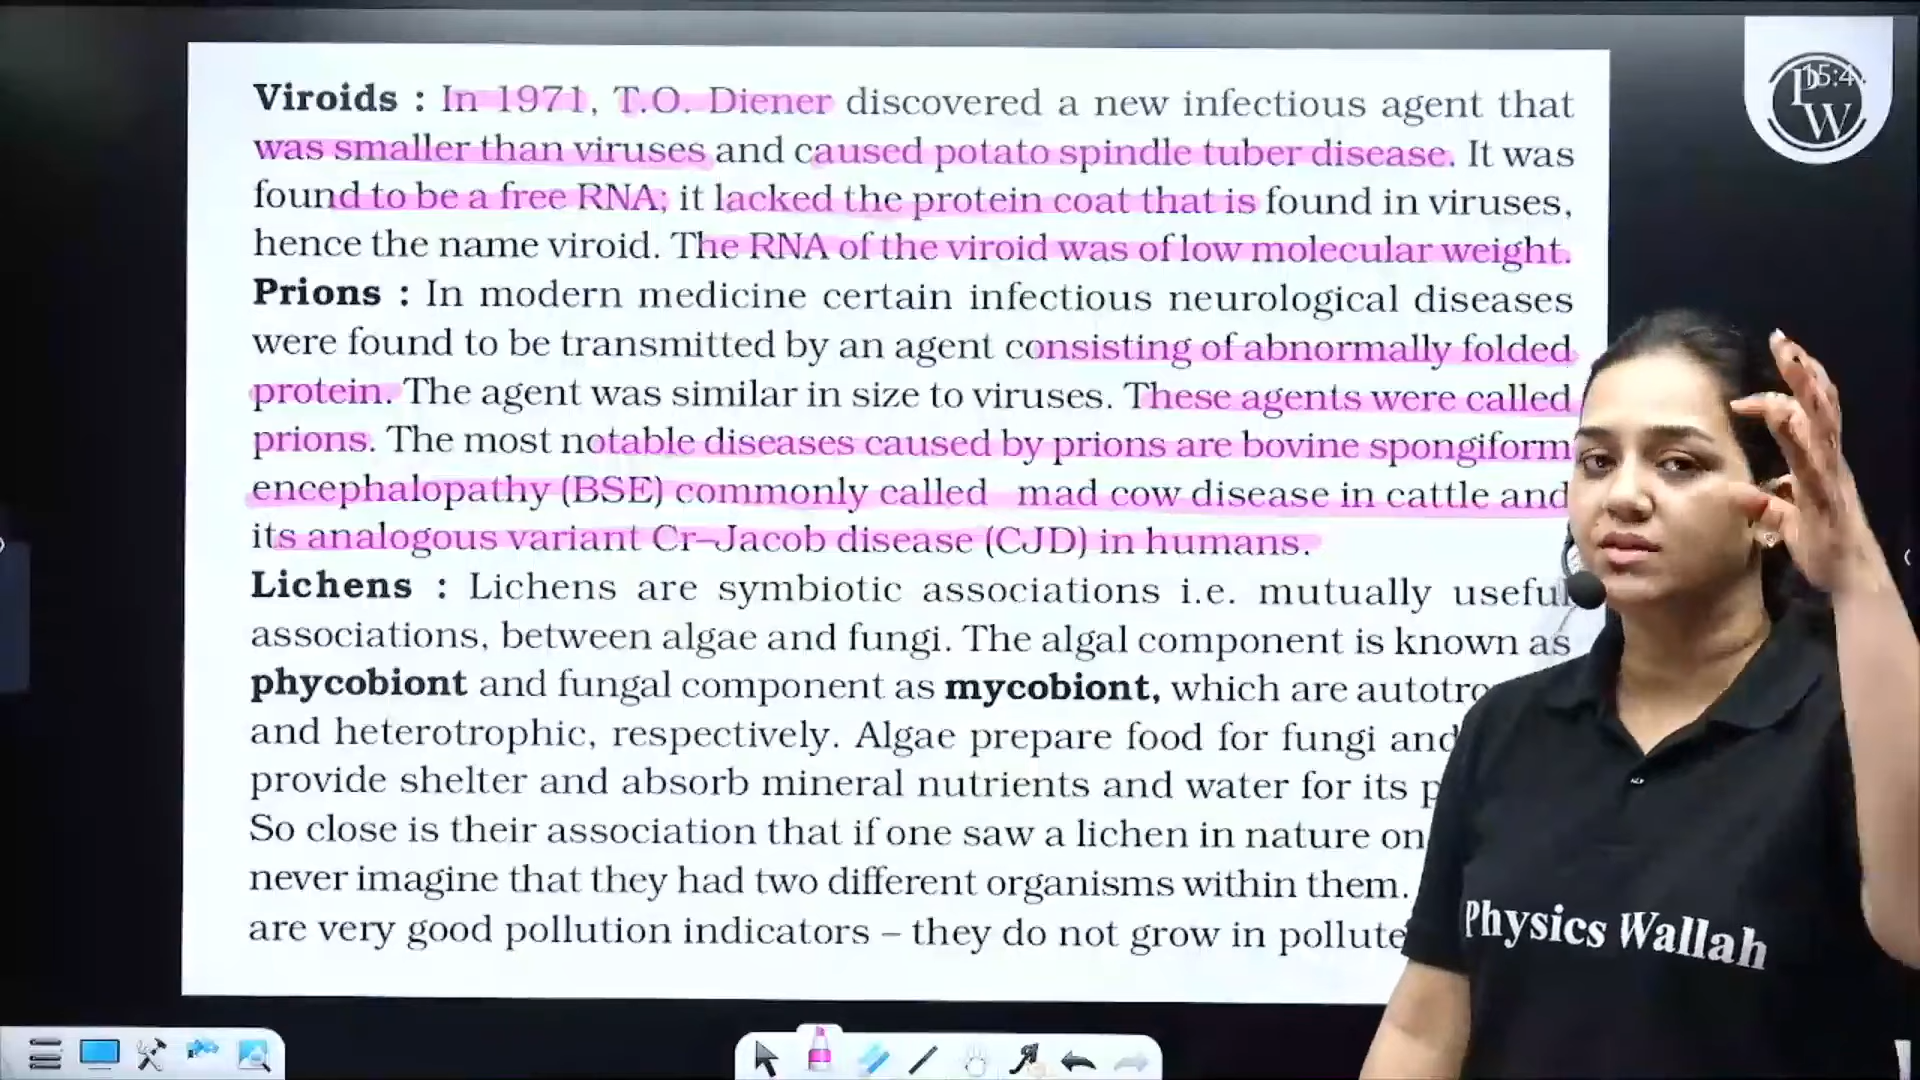 Viroids : In 1971, T.O. Diener discovered a new infectious agent that
was smaller than viruses and caused potato spindle tuber disease. It was
found to be a free RNA; it lacked the protein coat that is found in viruses,
hence the name viroid. The RNA of the viroid was of low molecular weight.
Prions : In modern medicine certain infectious neurological diseases
were found to be transmitted by an agent consisting of abnormally folded
protein. The agent was similar in size to viruses. These agents were called
prions. The most notable diseases caused by prions are bovine spongiform
encephalopathy (BSE) commonly called mad cow disease in cattle and
its analogous variant Cr–Jacob disease (CJD) in humans.
Lichens : Lichens are symbiotic associations i.e. mutually useful
associations, between algae and fungi. The algal component is known as
phycobiont and fungal component as mycobiont, which are autotro
and heterotrophic, respectively. Algae prepare food for fungi and
provide shelter and absorb mineral nutrients and water for its p
So close is their association that if one saw a lichen in nature on
never imagine that they had two different organisms within them.
are very good pollution indicators – they do not grow in pollute
PW
15:4
Physics Wallah